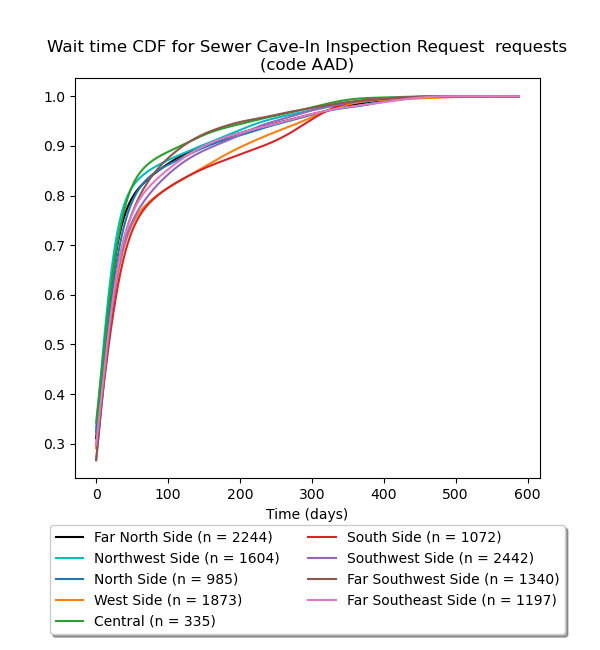 Wait time CDF for Sewer Cave-In Inspection Request  requests
(code AAD)
1.0
0.9
0.8
0.7
0.6
0.5
0.4
0.3
0 100 200 300 400 500 600
Time (days)
Far North Side (n = 2244)
Northwest Side (n = 1604)
North Side (n = 985)
West Side (n = 1873)
Central (n = 335)
South Side (n = 1072)
Southwest Side (n = 2442)
Far Southwest Side (n = 1340)
Far Southeast Side (n = 1197)